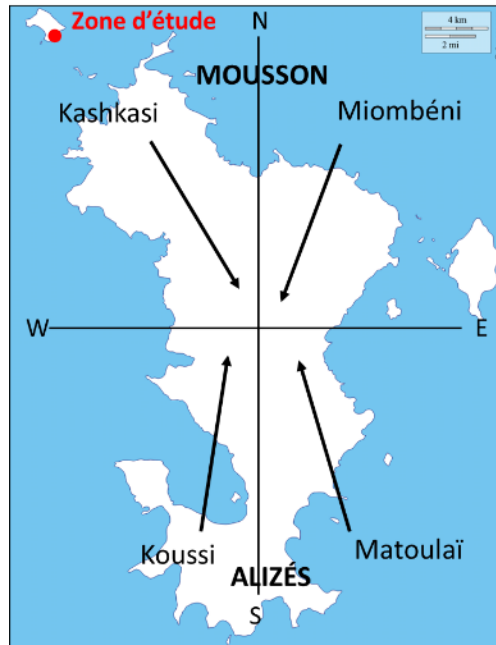 Zone d'étude
N
4 km
2 mi
MOUSSON
Kashkasi
Miombéni
W
E
Koussi
Matoulaï
ALIZÉS
S